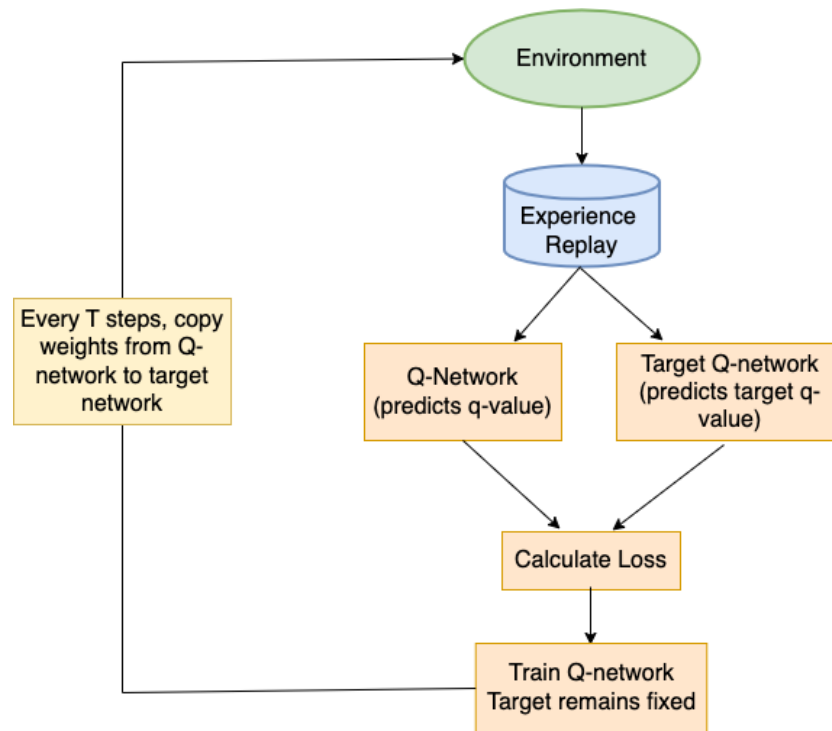 Environment
Experience
Replay
Every T steps, copy
weights from Q-
network to target
network
Q-Network
(predicts q-value)
Target Q-network
(predicts target q-
value)
Calculate Loss
Train Q-network
Target remains fixed